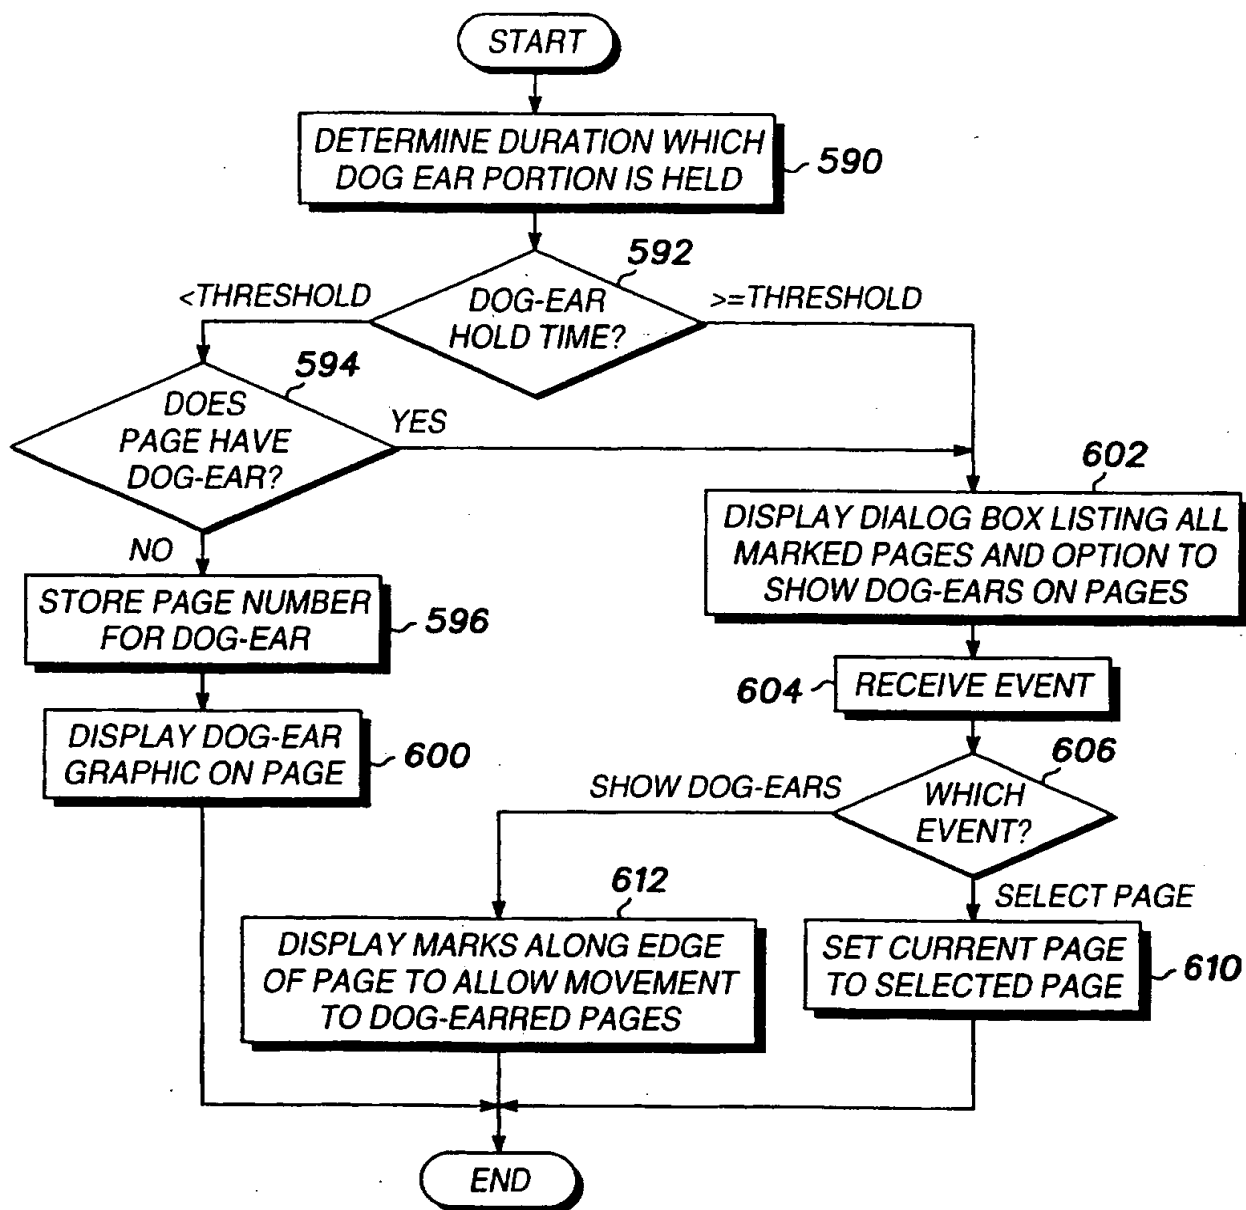 START
DETERMINE DURATION WHICH
DOG EAR PORTION IS HELD
590
592
<THRESHOLD
DOG-EAR
HOLD TIME?
>=THRESHOLD
594
DOES
PAGE HAVE
DOG-EAR?
YES
NO
602
DISPLAY DIALOG BOX LISTING ALL
MARKED PAGES AND OPTION TO
SHOW DOG-EARS ON PAGES
STORE PAGE NUMBER
FOR DOG-EAR
596
604
RECEIVE EVENT
DISPLAY DOG-EAR
GRAPHIC ON PAGE
600
606
SHOW DOG-EARS
WHICH
EVENT?
SELECT PAGE
612
DISPLAY MARKS ALONG EDGE
OF PAGE TO ALLOW MOVEMENT
TO DOG-EARRED PAGES
SET CURRENT PAGE
TO SELECTED PAGE
610
END